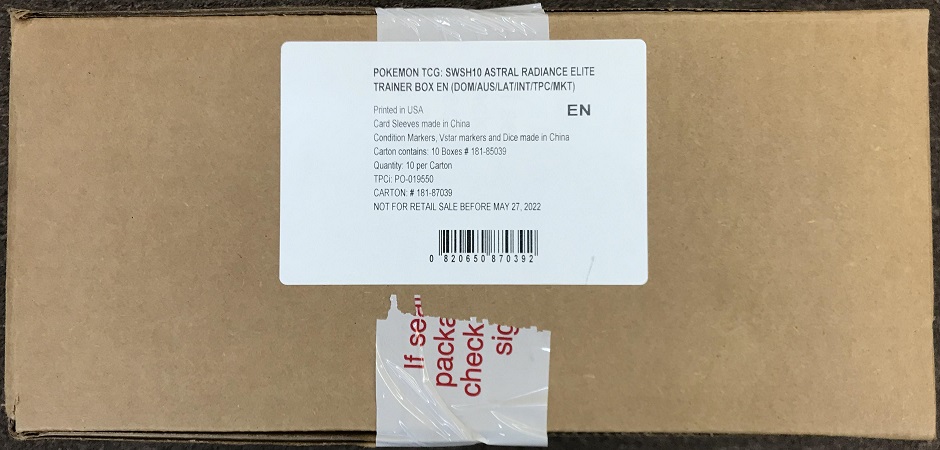 POKEMON TCG: SWSH10 ASTRAL RADIANCE ELITE
TRAINER BOX EN (DOM/AUS/LAT/INT/TPC/MKT)
Printed in USA
EN
Card Sleeves made in China
Condition Markers, Vstar markers and Dice made in China
Carton contains: 10 Boxes # 181-85039
Quantity: 10 per Carton
TPCi: PO-019550
CARTON: # 181-87039
NOT FOR RETAIL SALE BEFORE MAY 27, 2022
0 820650 870392
If seal
packa
check
sig